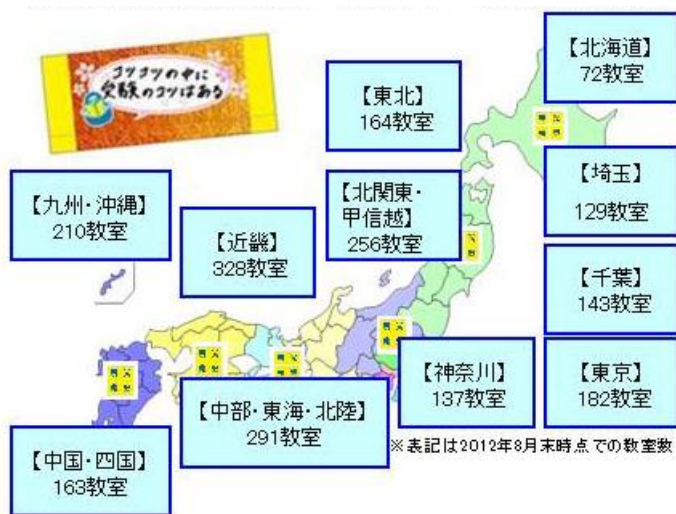 コツコツの中に
受験のコツはある
【北海道】
72教室
【東北】
164教室
【埼玉】
129教室
【九州・沖縄】
210教室
【北関東・
甲信越】
256教室
【近畿】
328教室
【千葉】
143教室
【神奈川】
137教室
【東京】
182教室
【中部・東海・北陸】
291教室
※表記は2012年8月末時点での教室数
【中国・四国】
163教室